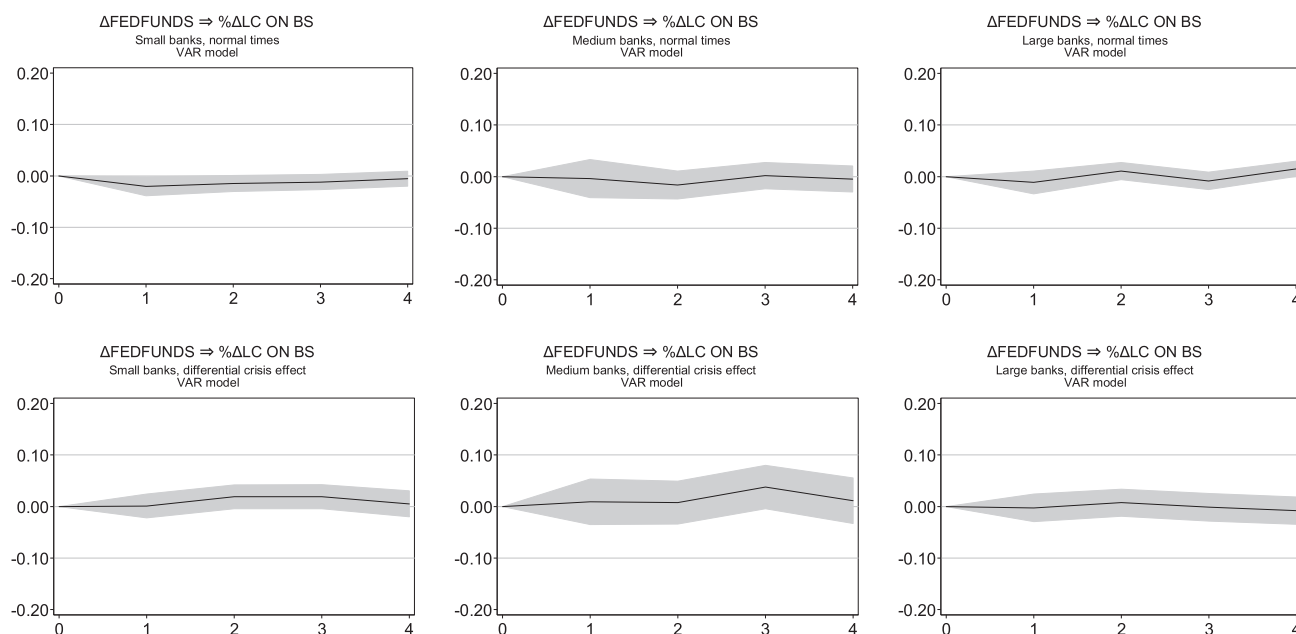 ΔFEDFUNDS ⇒ %ΔLC ON BS
Small banks, normal times
VAR model
0.20
0.10
0.00
-0.10
-0.20
0 1 2 3 4
ΔFEDFUNDS ⇒ %ΔLC ON BS
Medium banks, normal times
VAR model
0.20
0.10
0.00
-0.10
-0.20
0 1 2 3 4
ΔFEDFUNDS ⇒ %ΔLC ON BS
Large banks, normal times
VAR model
0.20
0.10
0.00
-0.10
-0.20
0 1 2 3 4
ΔFEDFUNDS ⇒ %ΔLC ON BS
Small banks, differential crisis effect
VAR model
0.20
0.10
0.00
-0.10
-0.20
0 1 2 3 4
ΔFEDFUNDS ⇒ %ΔLC ON BS
Medium banks, differential crisis effect
VAR model
0.20
0.10
0.00
-0.10
-0.20
0 1 2 3 4
ΔFEDFUNDS ⇒ %ΔLC ON BS
Large banks, differential crisis effect
VAR model
0.20
0.10
0.00
-0.10
-0.20
0 1 2 3 4